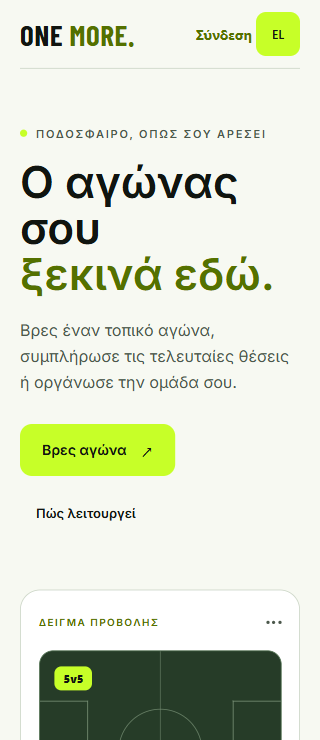 ONE MORE.
Σύνδεση
EL
ΠΟΔΟΣΦΑΙΡΟ, ΟΠΩΣ ΣΟΥ ΑΡΕΣΕΙ
Ο αγώνας
σου
ξεκινά εδώ.
Βρες έναν τοπικό αγώνα,
συμπλήρωσε τις τελευταίες θέσεις
ή οργάνωσε την ομάδα σου.
Βρες αγώνα ↗
Πώς λειτουργεί
ΔΕΙΓΜΑ ΠΡΟΒΟΛΗΣ
5v5